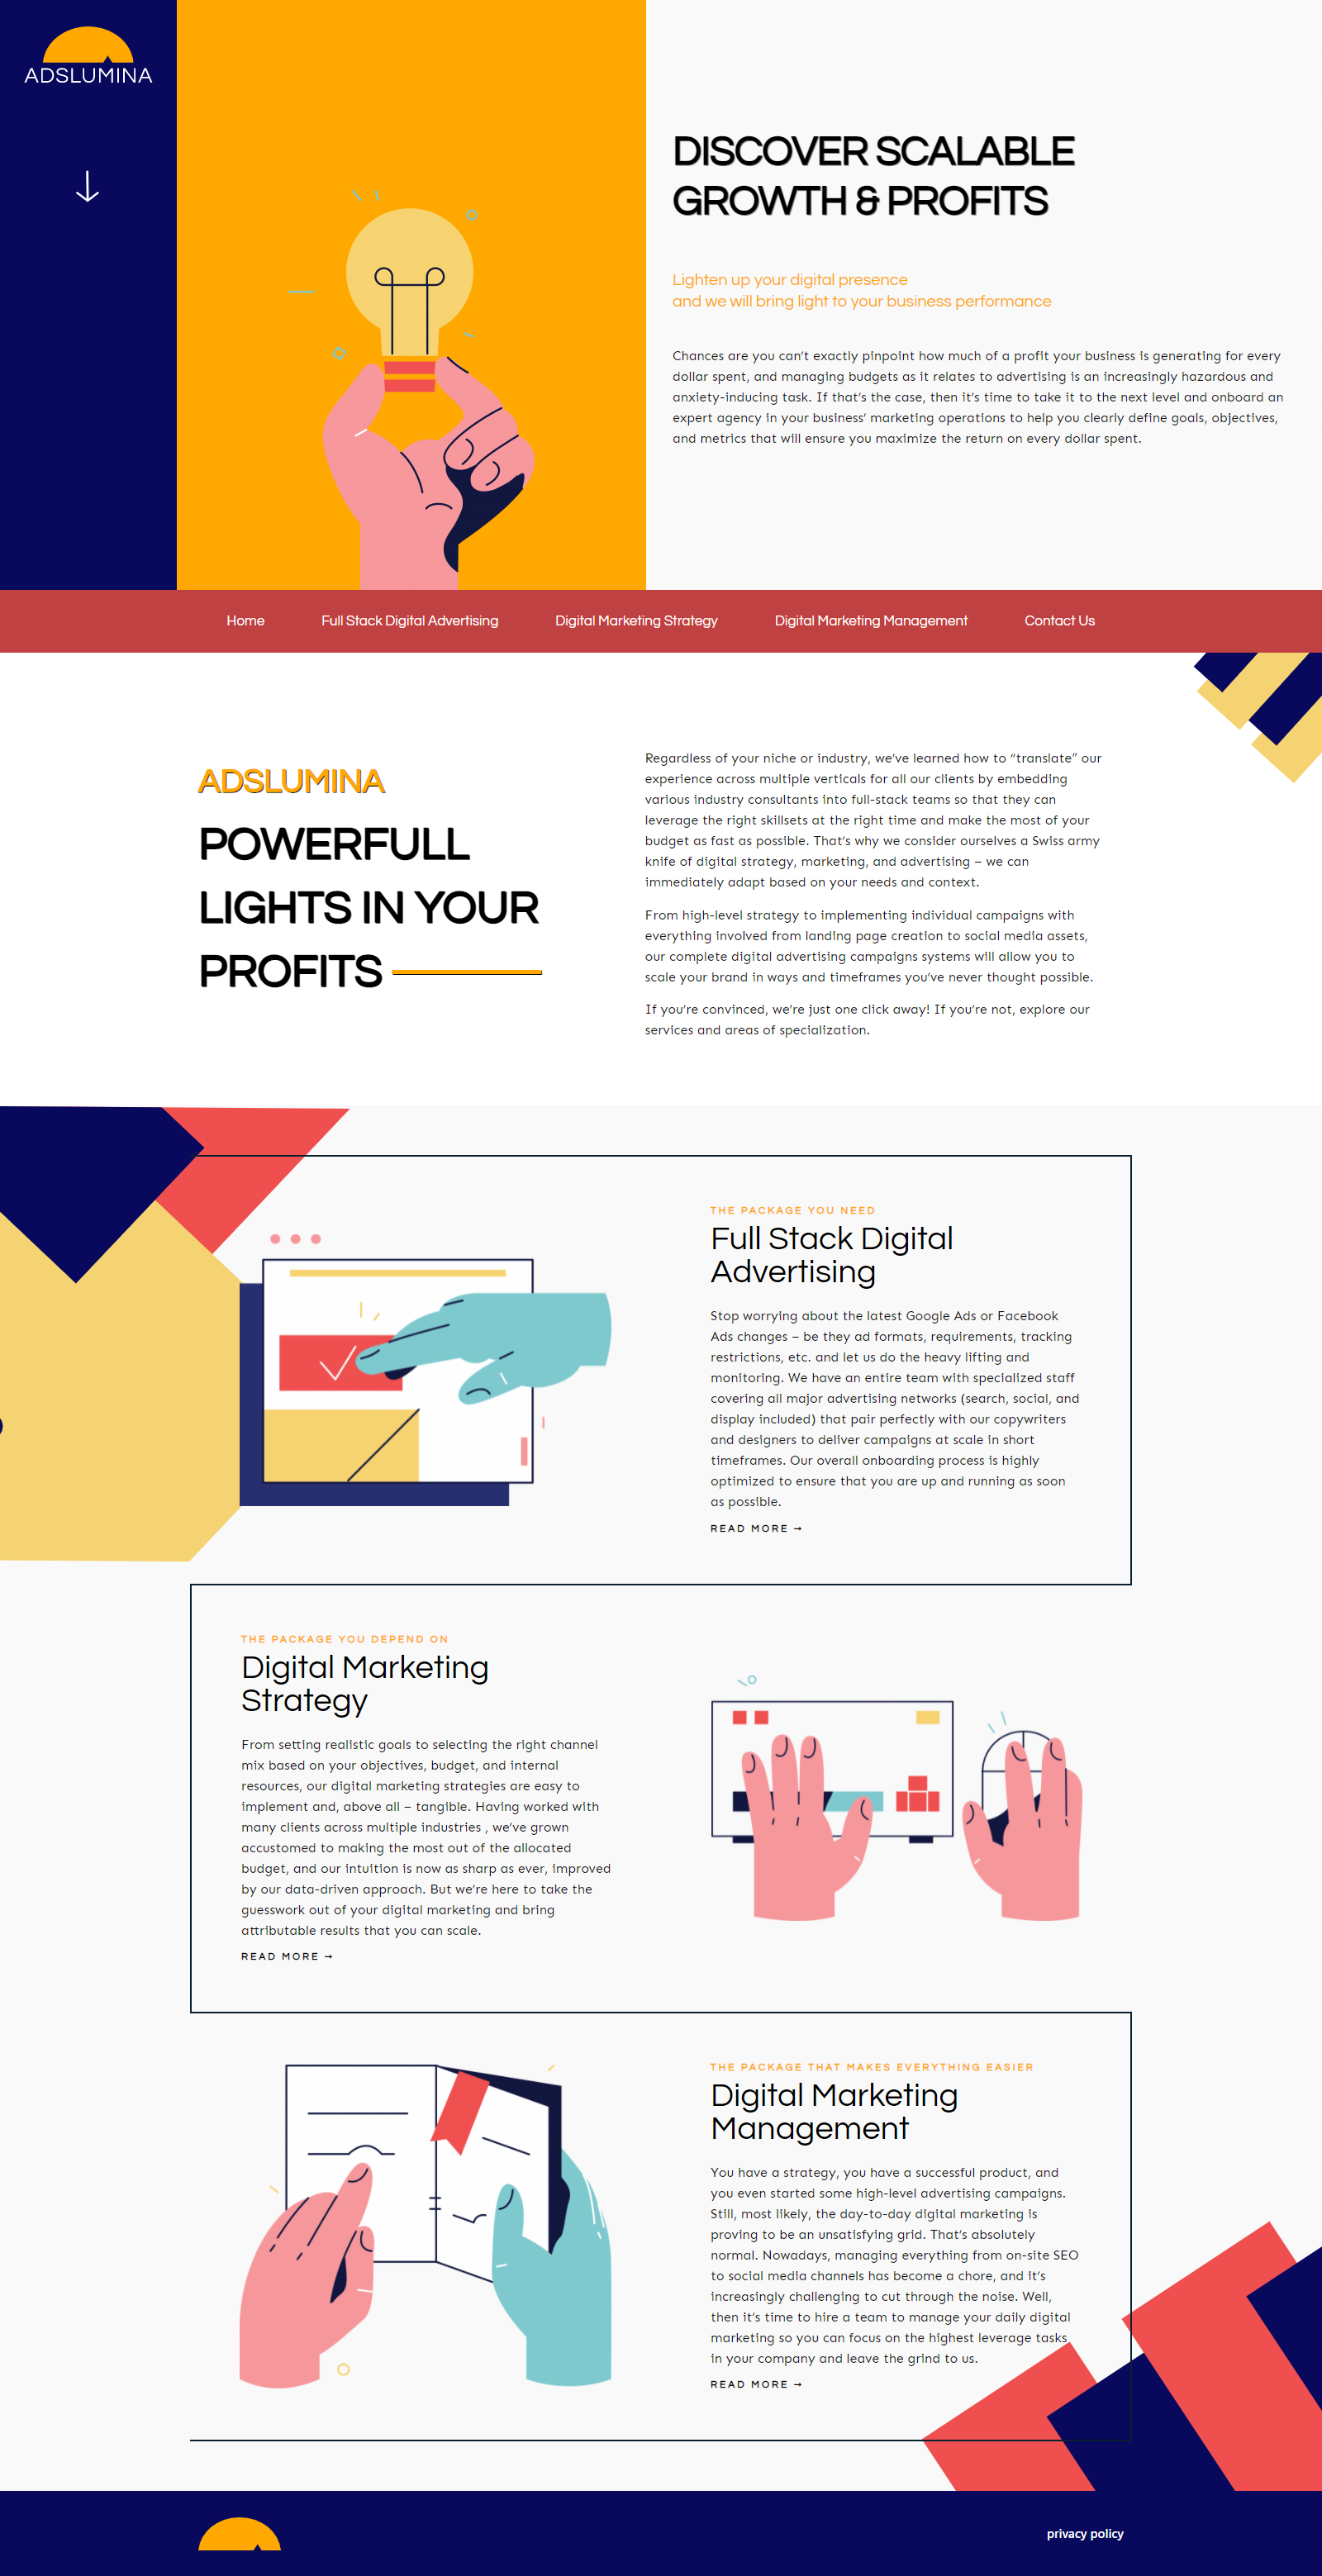 ADSLUMINA
DISCOVER SCALABLE
GROWTH & PROFITS
Lighten up your digital presence
and we will bring light to your business performance
Chances are you can’t exactly pinpoint how much of a profit your business is generating for every
dollar spent, and managing budgets as it relates to advertising is an increasingly hazardous and
anxiety-inducing task. If that’s the case, then it’s time to take it to the next level and onboard an
expert agency in your business’ marketing operations to help you clearly define goals, objectives,
and metrics that will ensure you maximize the return on every dollar spent.
Home Full Stack Digital Advertising Digital Marketing Strategy Digital Marketing Management Contact Us
ADSLUMINA
POWERFULL
LIGHTS IN YOUR
PROFITS
Regardless of your niche or industry, we’ve learned how to “translate” our
experience across multiple verticals for all our clients by embedding
various industry consultants into full-stack teams so that they can
leverage the right skillsets at the right time and make the most of your
budget as fast as possible. That’s why we consider ourselves a Swiss army
knife of digital strategy, marketing, and advertising – we can
immediately adapt based on your needs and context.
From high-level strategy to implementing individual campaigns with
everything involved from landing page creation to social media assets,
our complete digital advertising campaigns systems will allow you to
scale your brand in ways and timeframes you’ve never thought possible.
If you’re convinced, we’re just one click away! If you’re not, explore our
services and areas of specialization.
THE PACKAGE YOU NEED
Full Stack Digital
Advertising
Stop worrying about the latest Google Ads or Facebook
Ads changes – be they ad formats, requirements, tracking
restrictions, etc. and let us do the heavy lifting and
monitoring. We have an entire team with specialized staff
covering all major advertising networks (search, social, and
display included) that pair perfectly with our copywriters
and designers to deliver campaigns at scale in short
timeframes. Our overall onboarding process is highly
optimized to ensure that you are up and running as soon
as possible.
READ MORE →
THE PACKAGE YOU DEPEND ON
Digital Marketing
Strategy
From setting realistic goals to selecting the right channel
mix based on your objectives, budget, and internal
resources, our digital marketing strategies are easy to
implement and, above all – tangible. Having worked with
many clients across multiple industries , we’ve grown
accustomed to making the most out of the allocated
budget, and our intuition is now as sharp as ever, improved
by our data-driven approach. But we’re here to take the
guesswork out of your digital marketing and bring
attributable results that you can scale.
READ MORE →
THE PACKAGE THAT MAKES EVERYTHING EASIER
Digital Marketing
Management
You have a strategy, you have a successful product, and
you even started some high-level advertising campaigns.
Still, most likely, the day-to-day digital marketing is
proving to be an unsatisfying grid. That’s absolutely
normal. Nowadays, managing everything from on-site SEO
to social media channels has become a chore, and it’s
increasingly challenging to cut through the noise. Well,
then it’s time to hire a team to manage your daily digital
marketing so you can focus on the highest leverage tasks
in your company and leave the grind to us.
READ MORE →
privacy policy